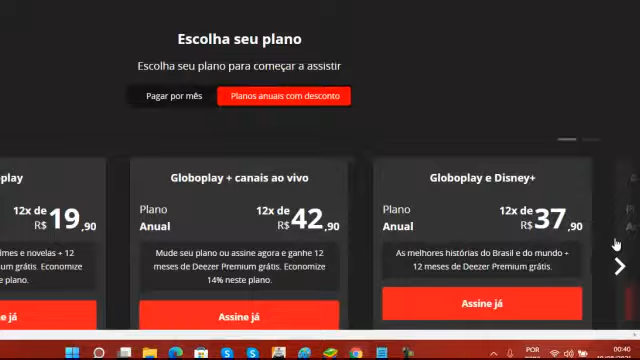 Escolha seu plano
Escolha seu plano para começar a assistir
Pagar por mês
Planos anuais com desconto
play
12x de
R$ 19,90
12
grátis. Economize
plano.
já
Globoplay + canais ao vivo
Plano
Anual
12x de
R$ 42,90
Mude seu plano ou assine agora e ganhe 12
meses de Deezer Premium grátis. Economize
14% neste plano.
Assine já
Globoplay e Disney+
Plano
Anual
12x de
R$ 37,90
As melhores histórias do Brasil e do mundo +
12 meses de Deezer Premium grátis.
Assine já
POR
00:40